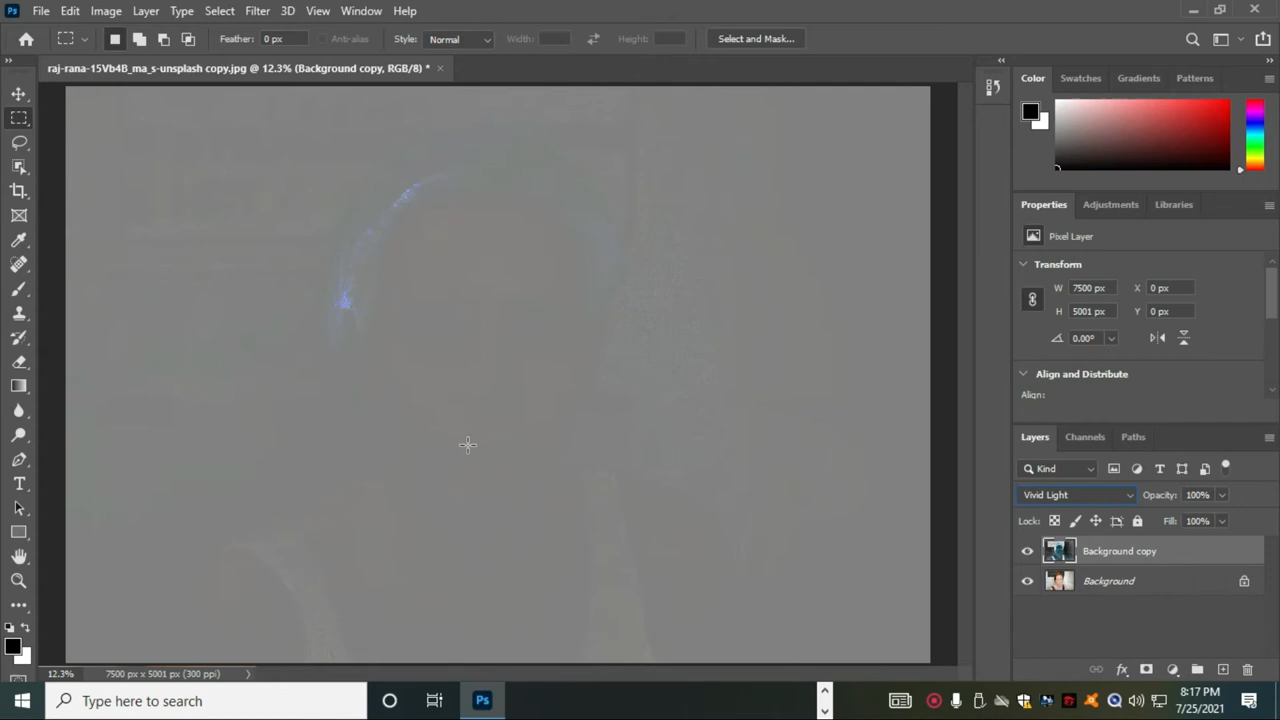 Ps File Edit Image Layer Type Select Filter 3D View Window Help
Feather: 0 px Anti-alias Style: Normal Width: Height: Select and Mask...
raj-rana-15Vb4B_ma_s-unsplash copy.jpg @ 12.3% (Background copy, RGB/8) *
Color Swatches Gradients Patterns
Properties Adjustments Libraries
Pixel Layer
Transform
W 7500 px X 0 px
H 5001 px Y 0 px
0.00°
Align and Distribute
Align:
Layers Channels Paths
Kind
Vivid Light Opacity: 100%
Lock: Fill: 100%
Background copy
Background
12.3% 7500 px x 5001 px (300 ppi)
Type here to search
Ps
8:17 PM
7/25/2021